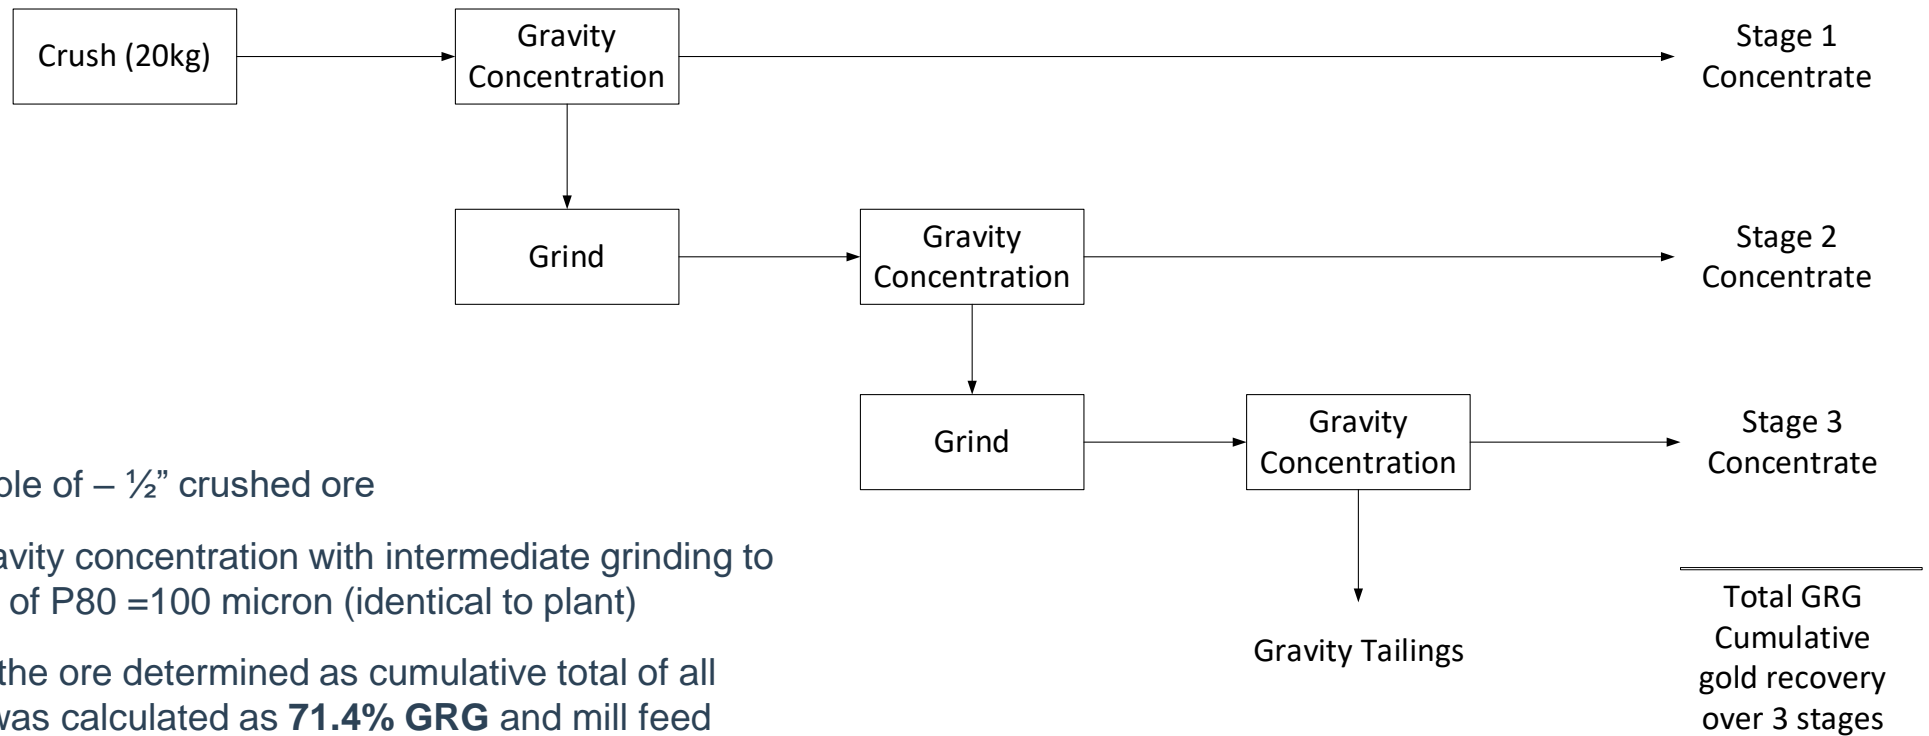 Crush (20kg)
Gravity
Concentration
Stage 1
Concentrate
Grind
Gravity
Concentration
Stage 2
Concentrate
Grind
Gravity
Concentration
Stage 3
Concentrate
of – ½” crushed ore
concentration with intermediate grinding to
of P80 =100 micron (identical to plant)
the ore determined as cumulative total of all
was calculated as 71.4% GRG and mill feed
Gravity Tailings
Total GRG
Cumulative
gold recovery
over 3 stages